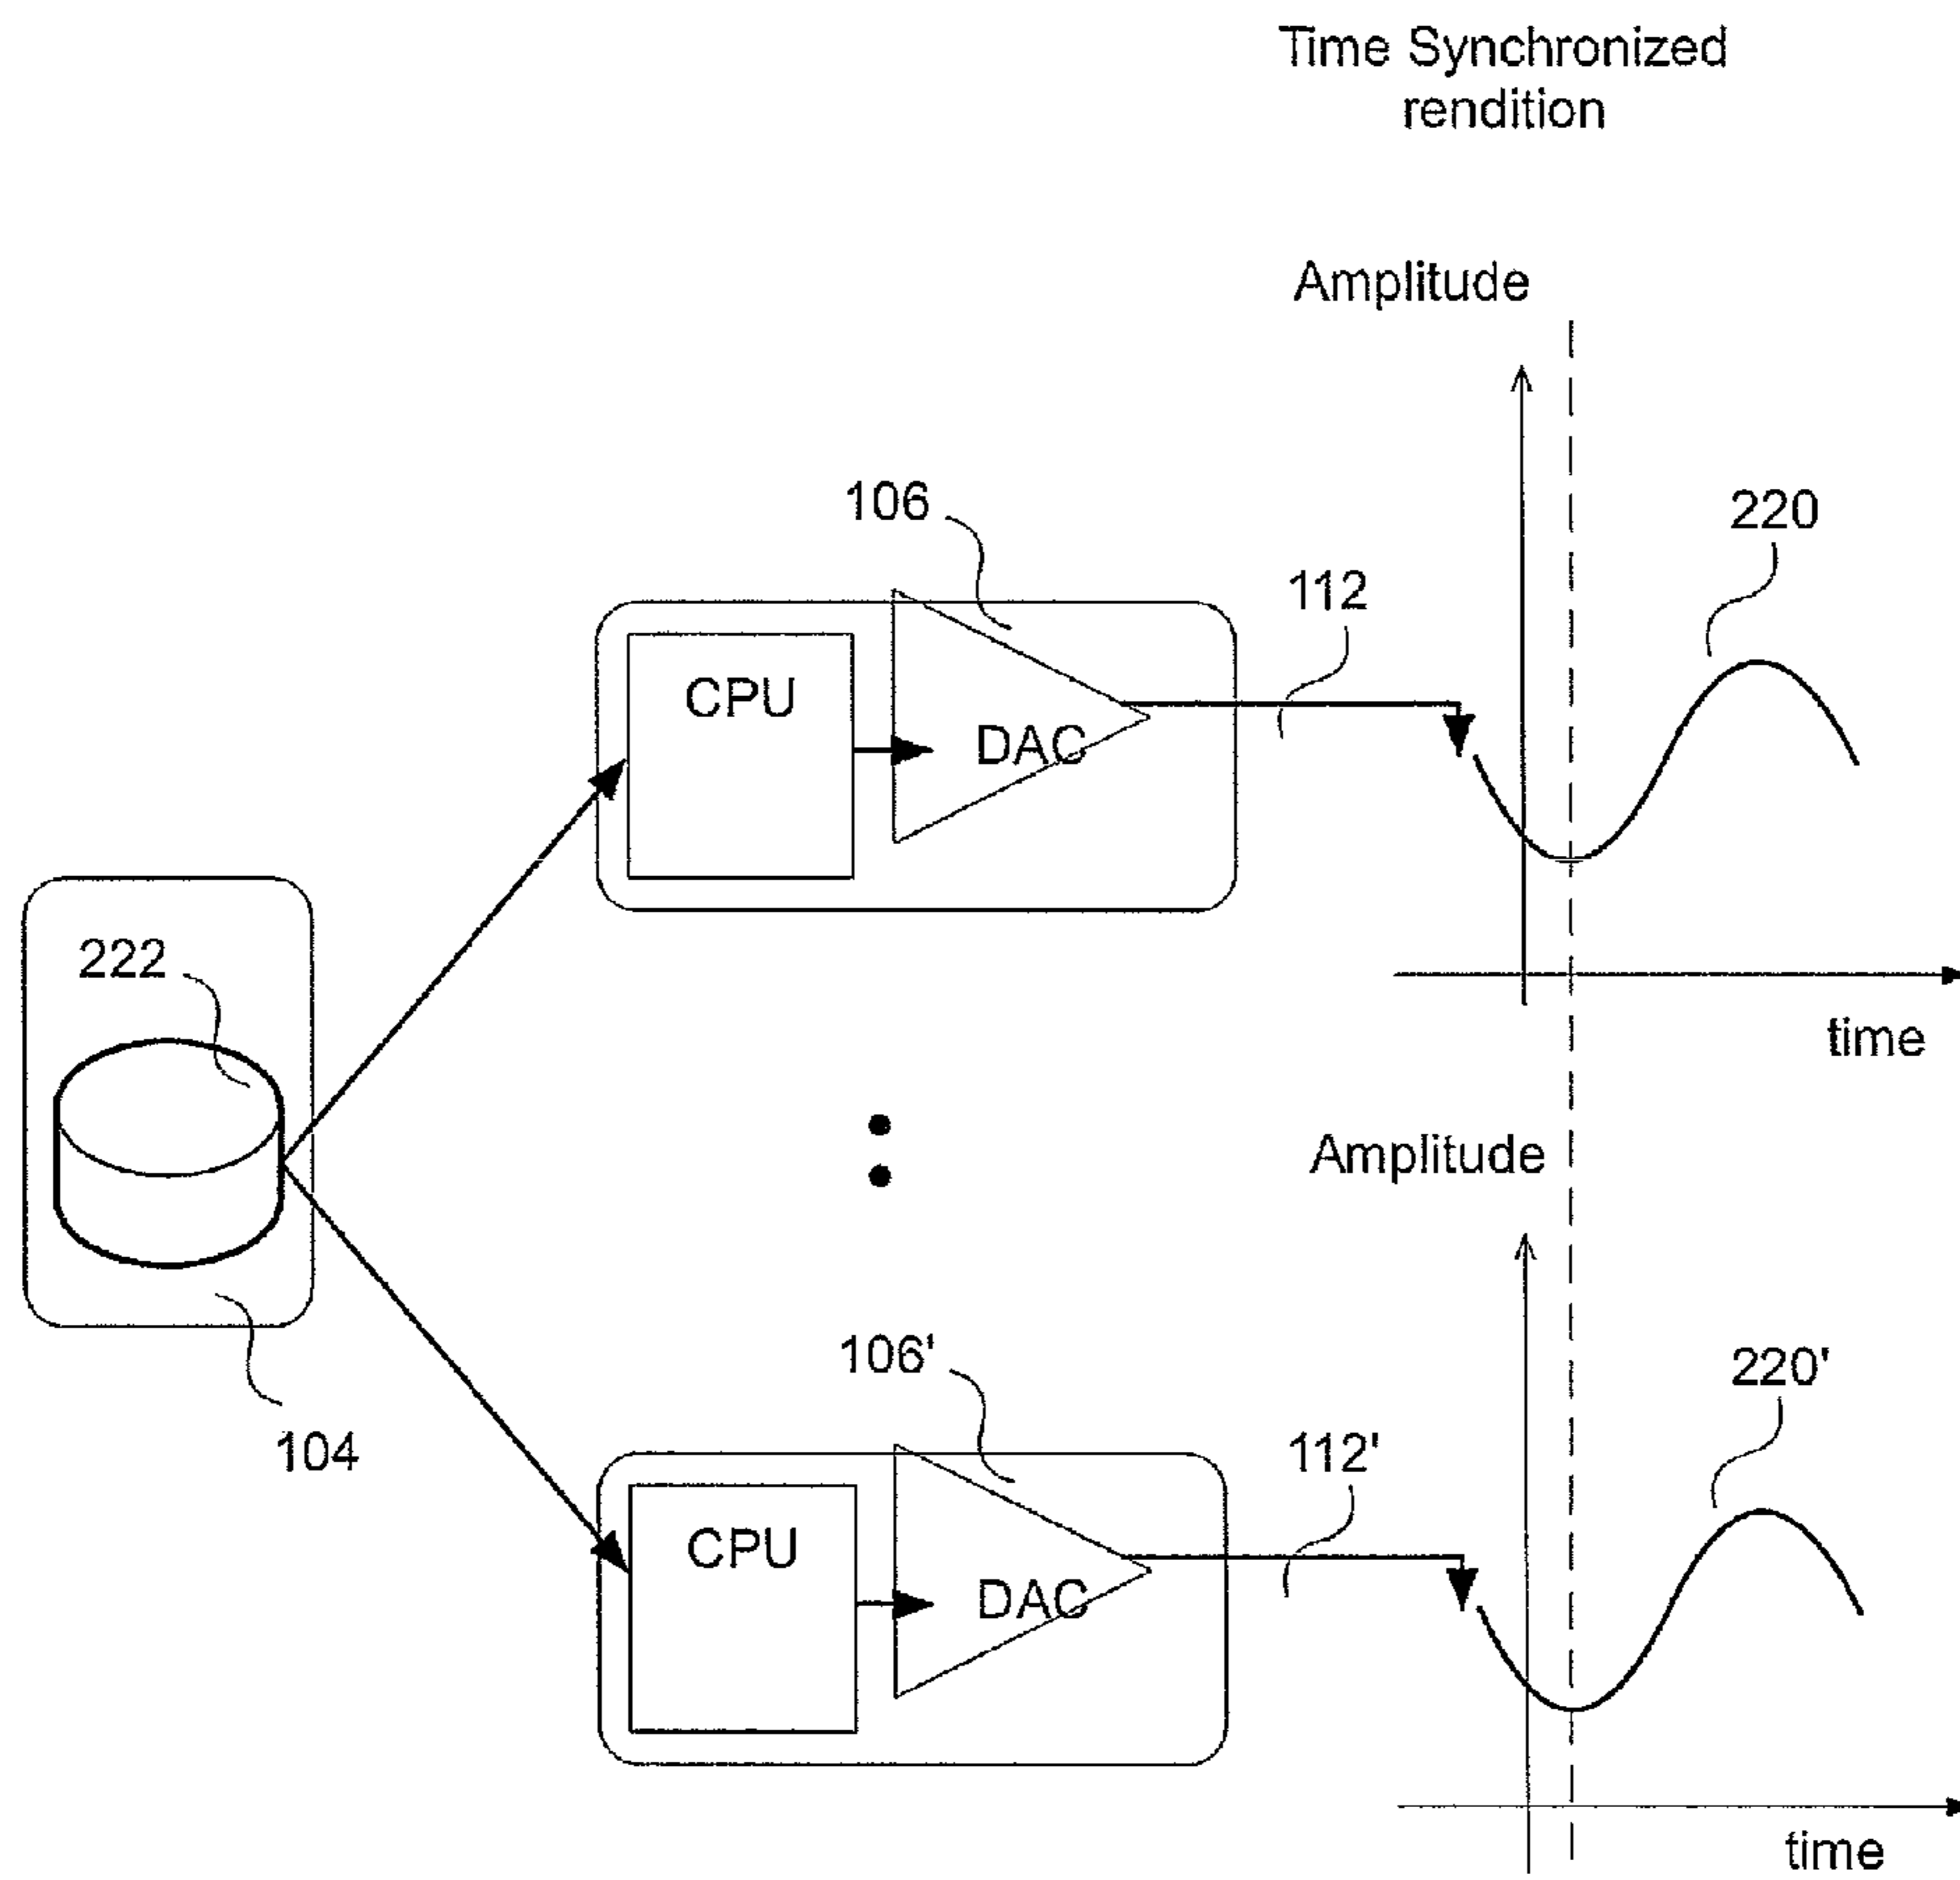 Time Synchronized
rendition
Amplitude
106
220
112
CPU
DAC
222
time
Amplitude
106'
220'
112'
104
CPU
DAC
time